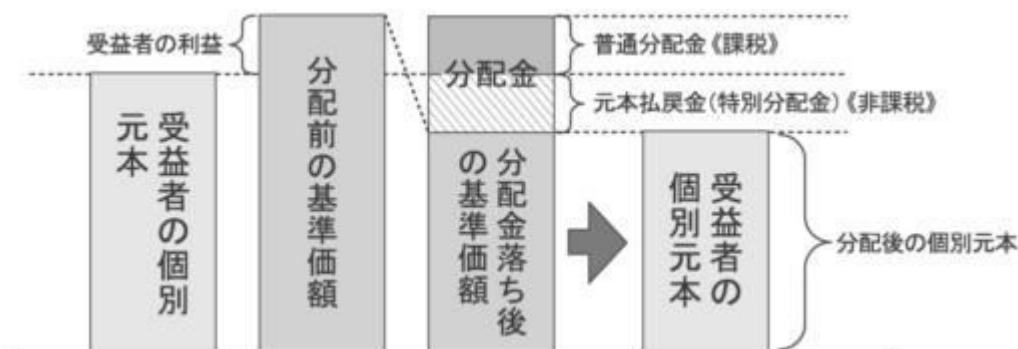 受益者の利益
受益者の個別
元本
分配前の基準価額
分配金
分配金落ち後
の基準価額
普通分配金《課税》
元本払戻金(特別分配金)《非課税》
受益者の
個別元本
分配後の個別元本